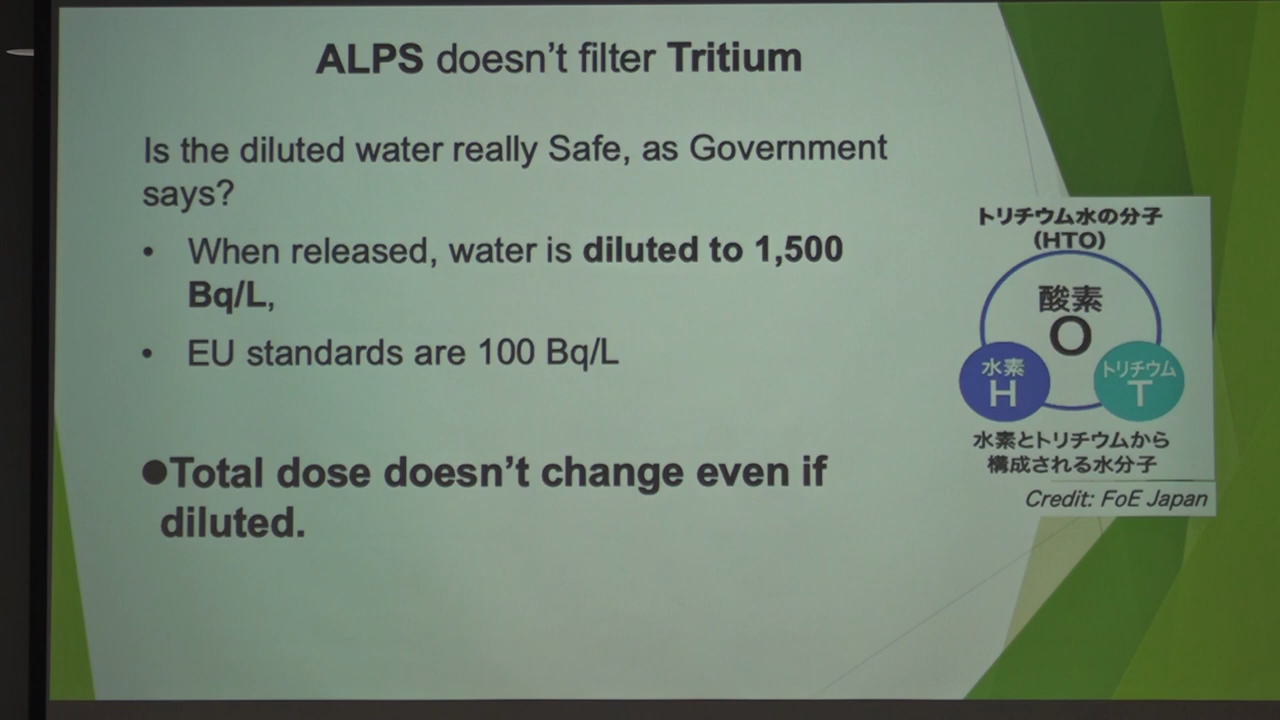 ALPS doesn't filter Tritium
Is the diluted water really Safe, as Government
says?
• When released, water is diluted to 1,500
Bq/L,
• EU standards are 100 Bq/L
●Total dose doesn't change even if
diluted.
トリチウム水の分子
(HTO)
酸素
O
水素
H
トリチウム
T
水素とトリチウムから
構成される水分子
Credit: FoE Japan